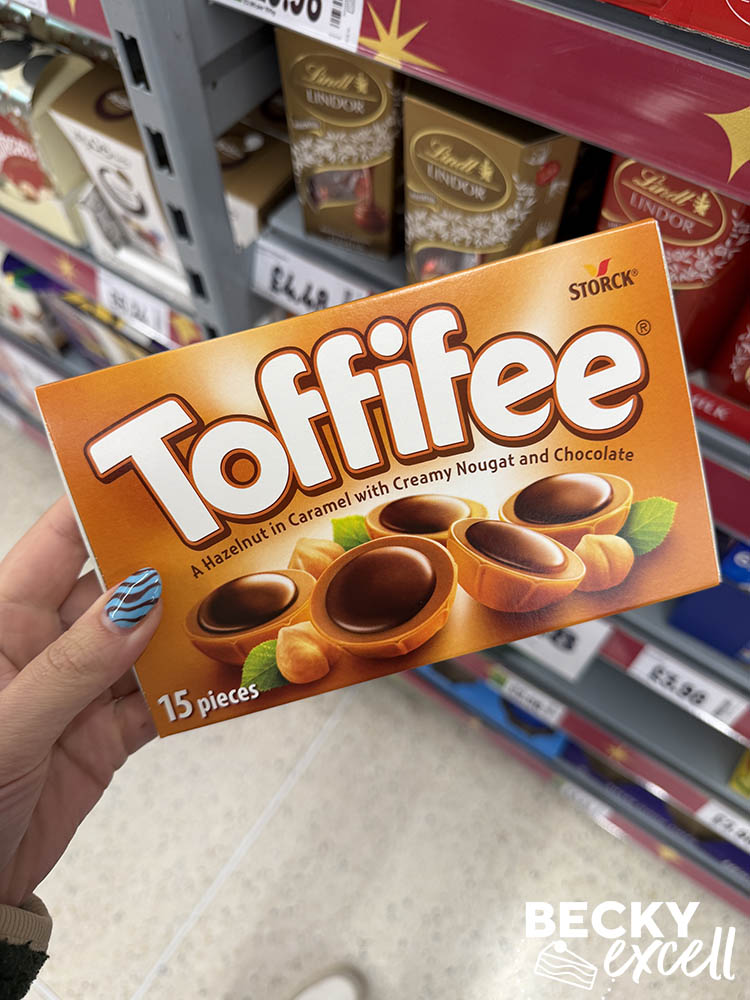 Lindt
LINDOR
Lindt
LINDOR
Lindt
LINDOR
£4.48
STORCK®
Toffifee®
A Hazelnut in Caramel with Creamy Nougat and Chocolate
15 pieces
MILK
£3.98
BECKY
excell